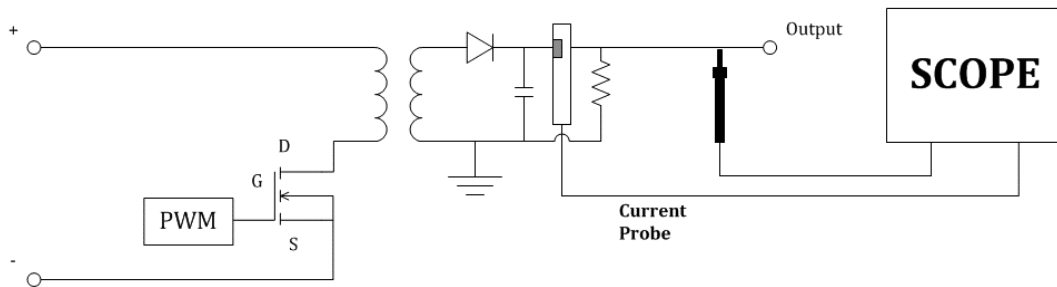 +
Output
SCOPE
D
G
PWM
S
Current
Probe
-